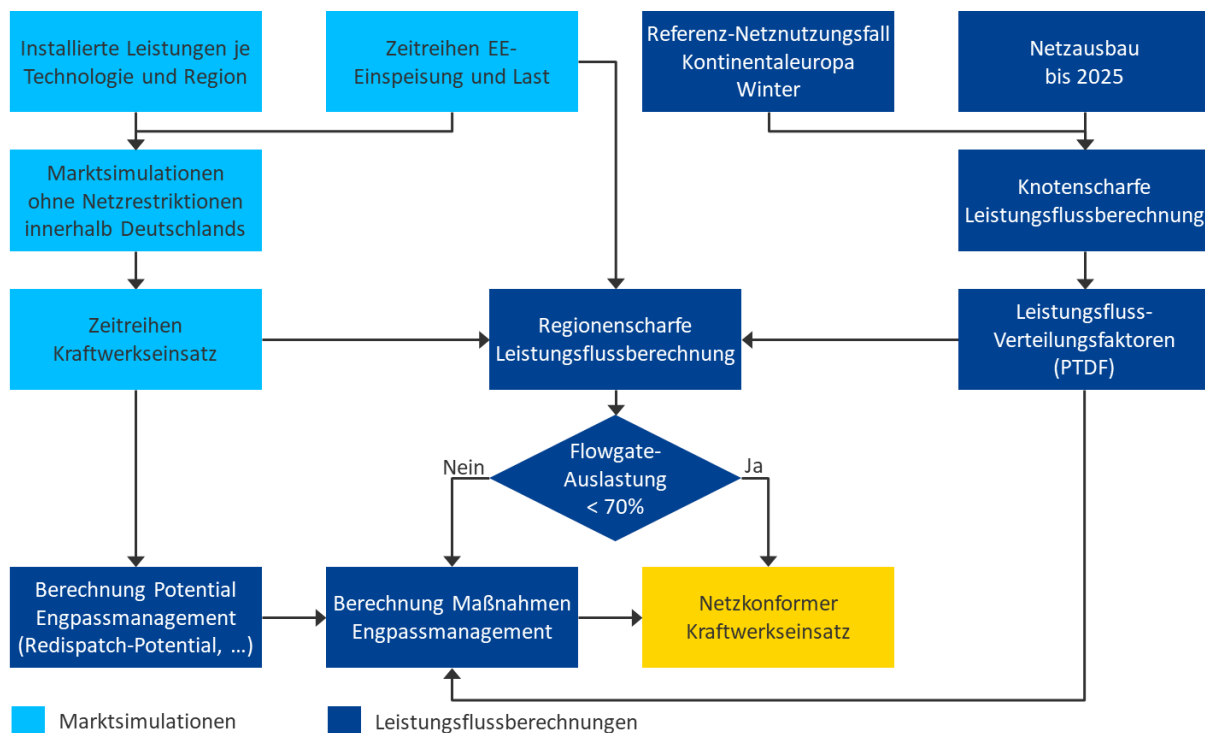 Installierte Leistungen je
Technologie und Region
Zeitreihen EE-
Einspeisung und Last
Referenz-Netznutzungsfall
Kontinentaleuropa
Winter
Netzausbau
bis 2025
Marktsimulationen
ohne Netzrestriktionen
innerhalb Deutschlands
Knotenscharfe
Leistungsflussberechnung
Zeitreihen
Kraftwerkseinsatz
Regionenscharfe
Leistungsflussberechnung
Leistungsfluss-
Verteilungsfaktoren
(PTDF)
Nein
Flowgate-
Auslastung
< 70%
Ja
Berechnung Potential
Engpassmanagement
(Redispatch-Potential, ...)
Berechnung Maßnahmen
Engpassmanagement
Netzkonformer
Kraftwerkseinsatz
Marktsimulationen
Leistungsflussberechnungen